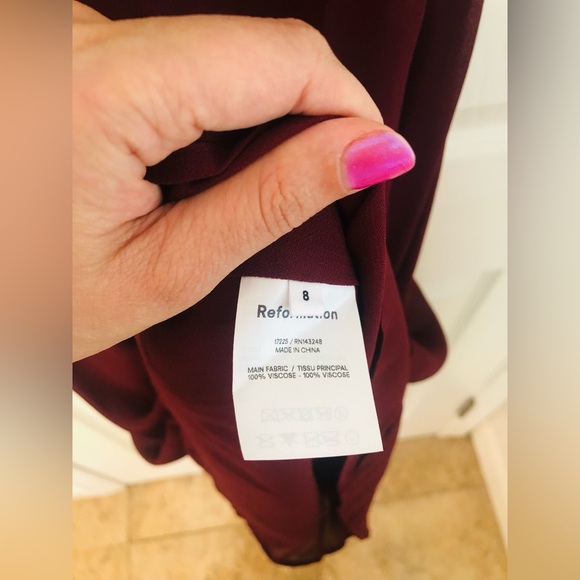 8
Reformation
17225 / RN143248
MADE IN CHINA
MAIN FABRIC / TISSU PRINCIPAL
100% VISCOSE - 100% VISCOSE